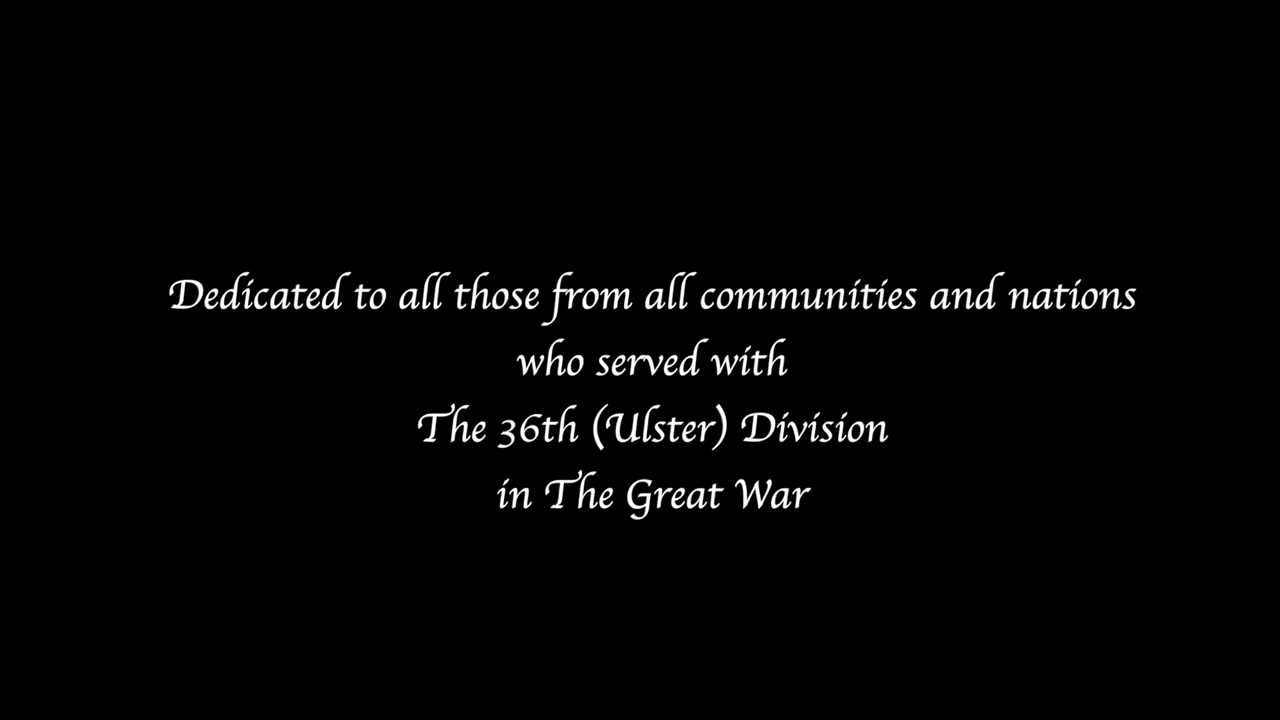 Dedicated to all those from all communities and nations
who served with
The 36th (Ulster) Division
in The Great War